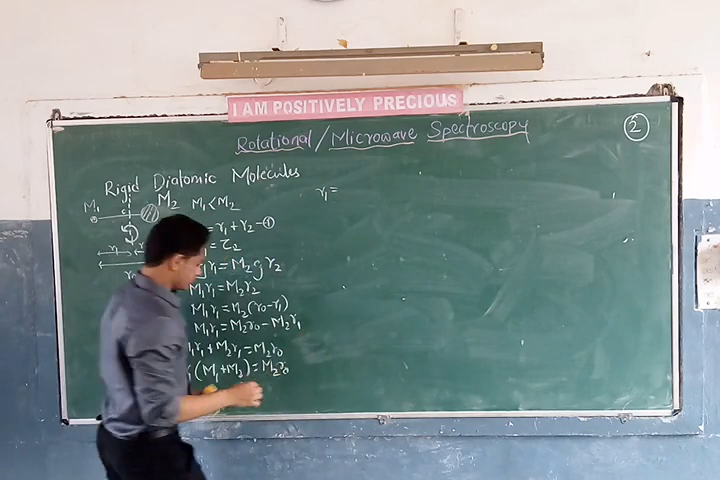 I AM POSITIVELY PRECIOUS
Rotational / Microwave Spectroscopy
②
Rigid Diatomic Molecules
M₁ M₂ M₁<M₂
= r₁ + r₂ - ①
= τ₂
r₁ = M₂ g r₂
M₁r₁ = M₂r₂
M₁r₁ = M₂(r₀-r₁)
M₁r₁ = M₂r₀ - M₂r₁
r₁ + M₂r₁ = M₂r₀
(M₁+M₂) = M₂r₀
r₁ =